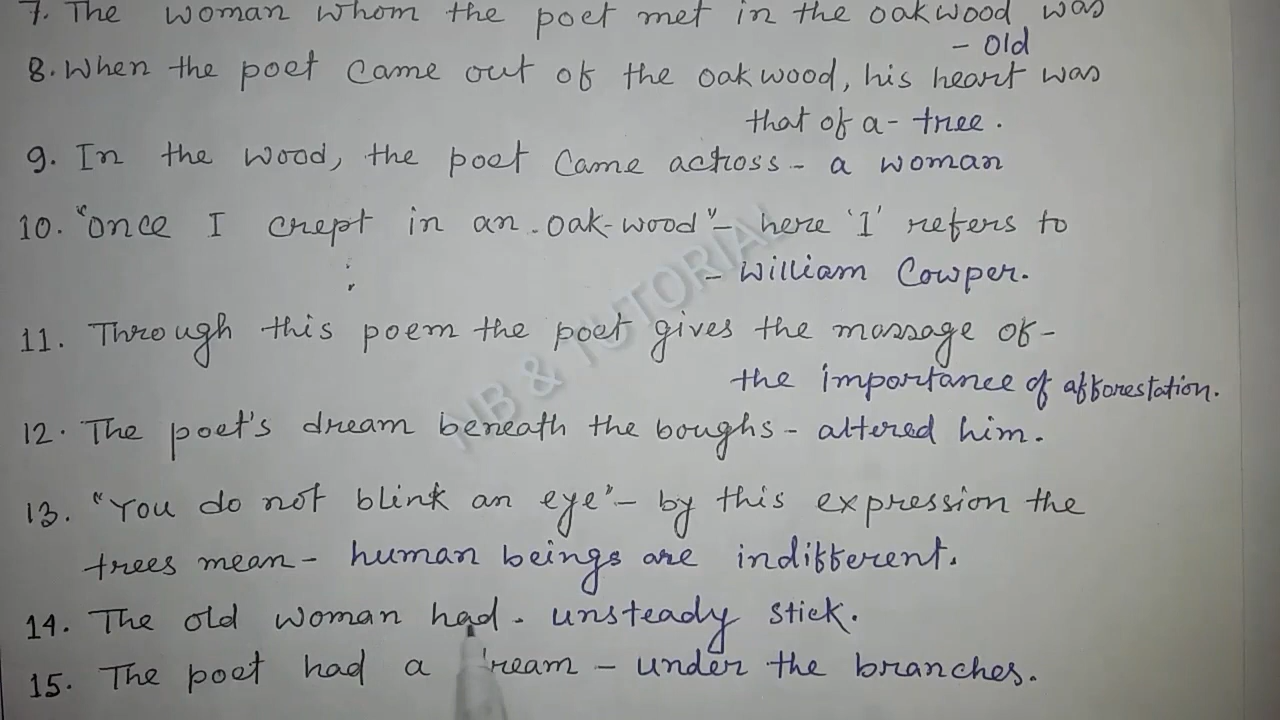 7. The woman whom the poet met in the oakwood was
- old
8. When the poet came out of the oakwood, his heart was
that of a - tree.
9. In the wood, the poet came across - a woman
10. "Once I crept in an oak-wood" - here 'I' refers to
- William Cowper.
11. Through this poem the poet gives the massage of -
the importance of afforestation.
12. The poet's dream beneath the boughs - altered him.
13. "You do not blink an eye" - by this expression the
trees mean - human beings are indifferent.
14. The old woman had - unsteady stick.
15. The poet had a dream - under the branches.
NB & TUTORIAL